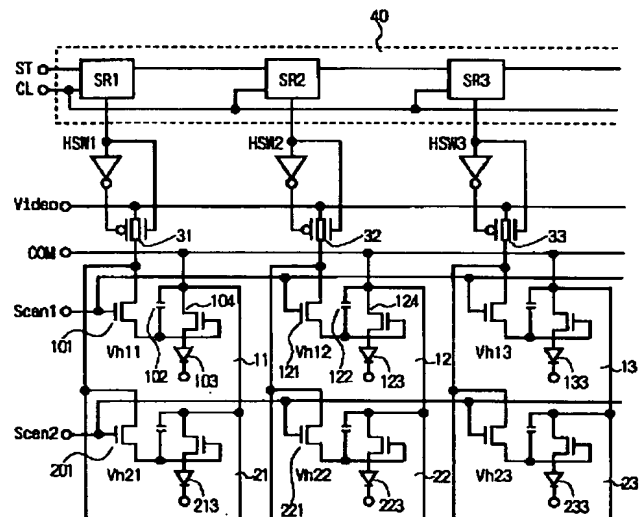 40
ST
SR1 SR2 SR3
CL
HSW1 HSW2 HSW3
Video
31 32 33
COM
Scan1
104 124
101 121
Vh11 Vh12 Vh13
102 122
103 123 133
11 12 13
Scan2
201 221
Vh21 Vh22 Vh23
213 223 233
21 22 23